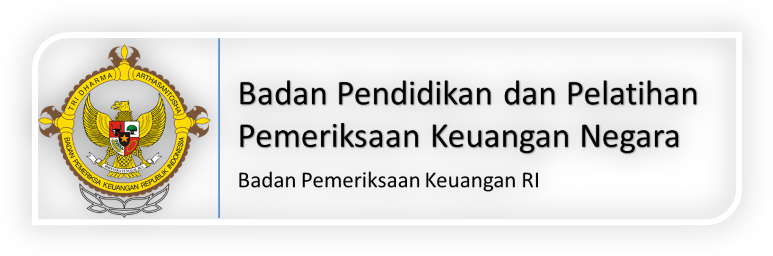 TRI DHARMA ARTHASANTOSHA
BADAN PEMERIKSA KEUANGAN REPUBLIK INDONESIA
Badan Pendidikan dan Pelatihan
Pemeriksaan Keuangan Negara
Badan Pemeriksaan Keuangan RI